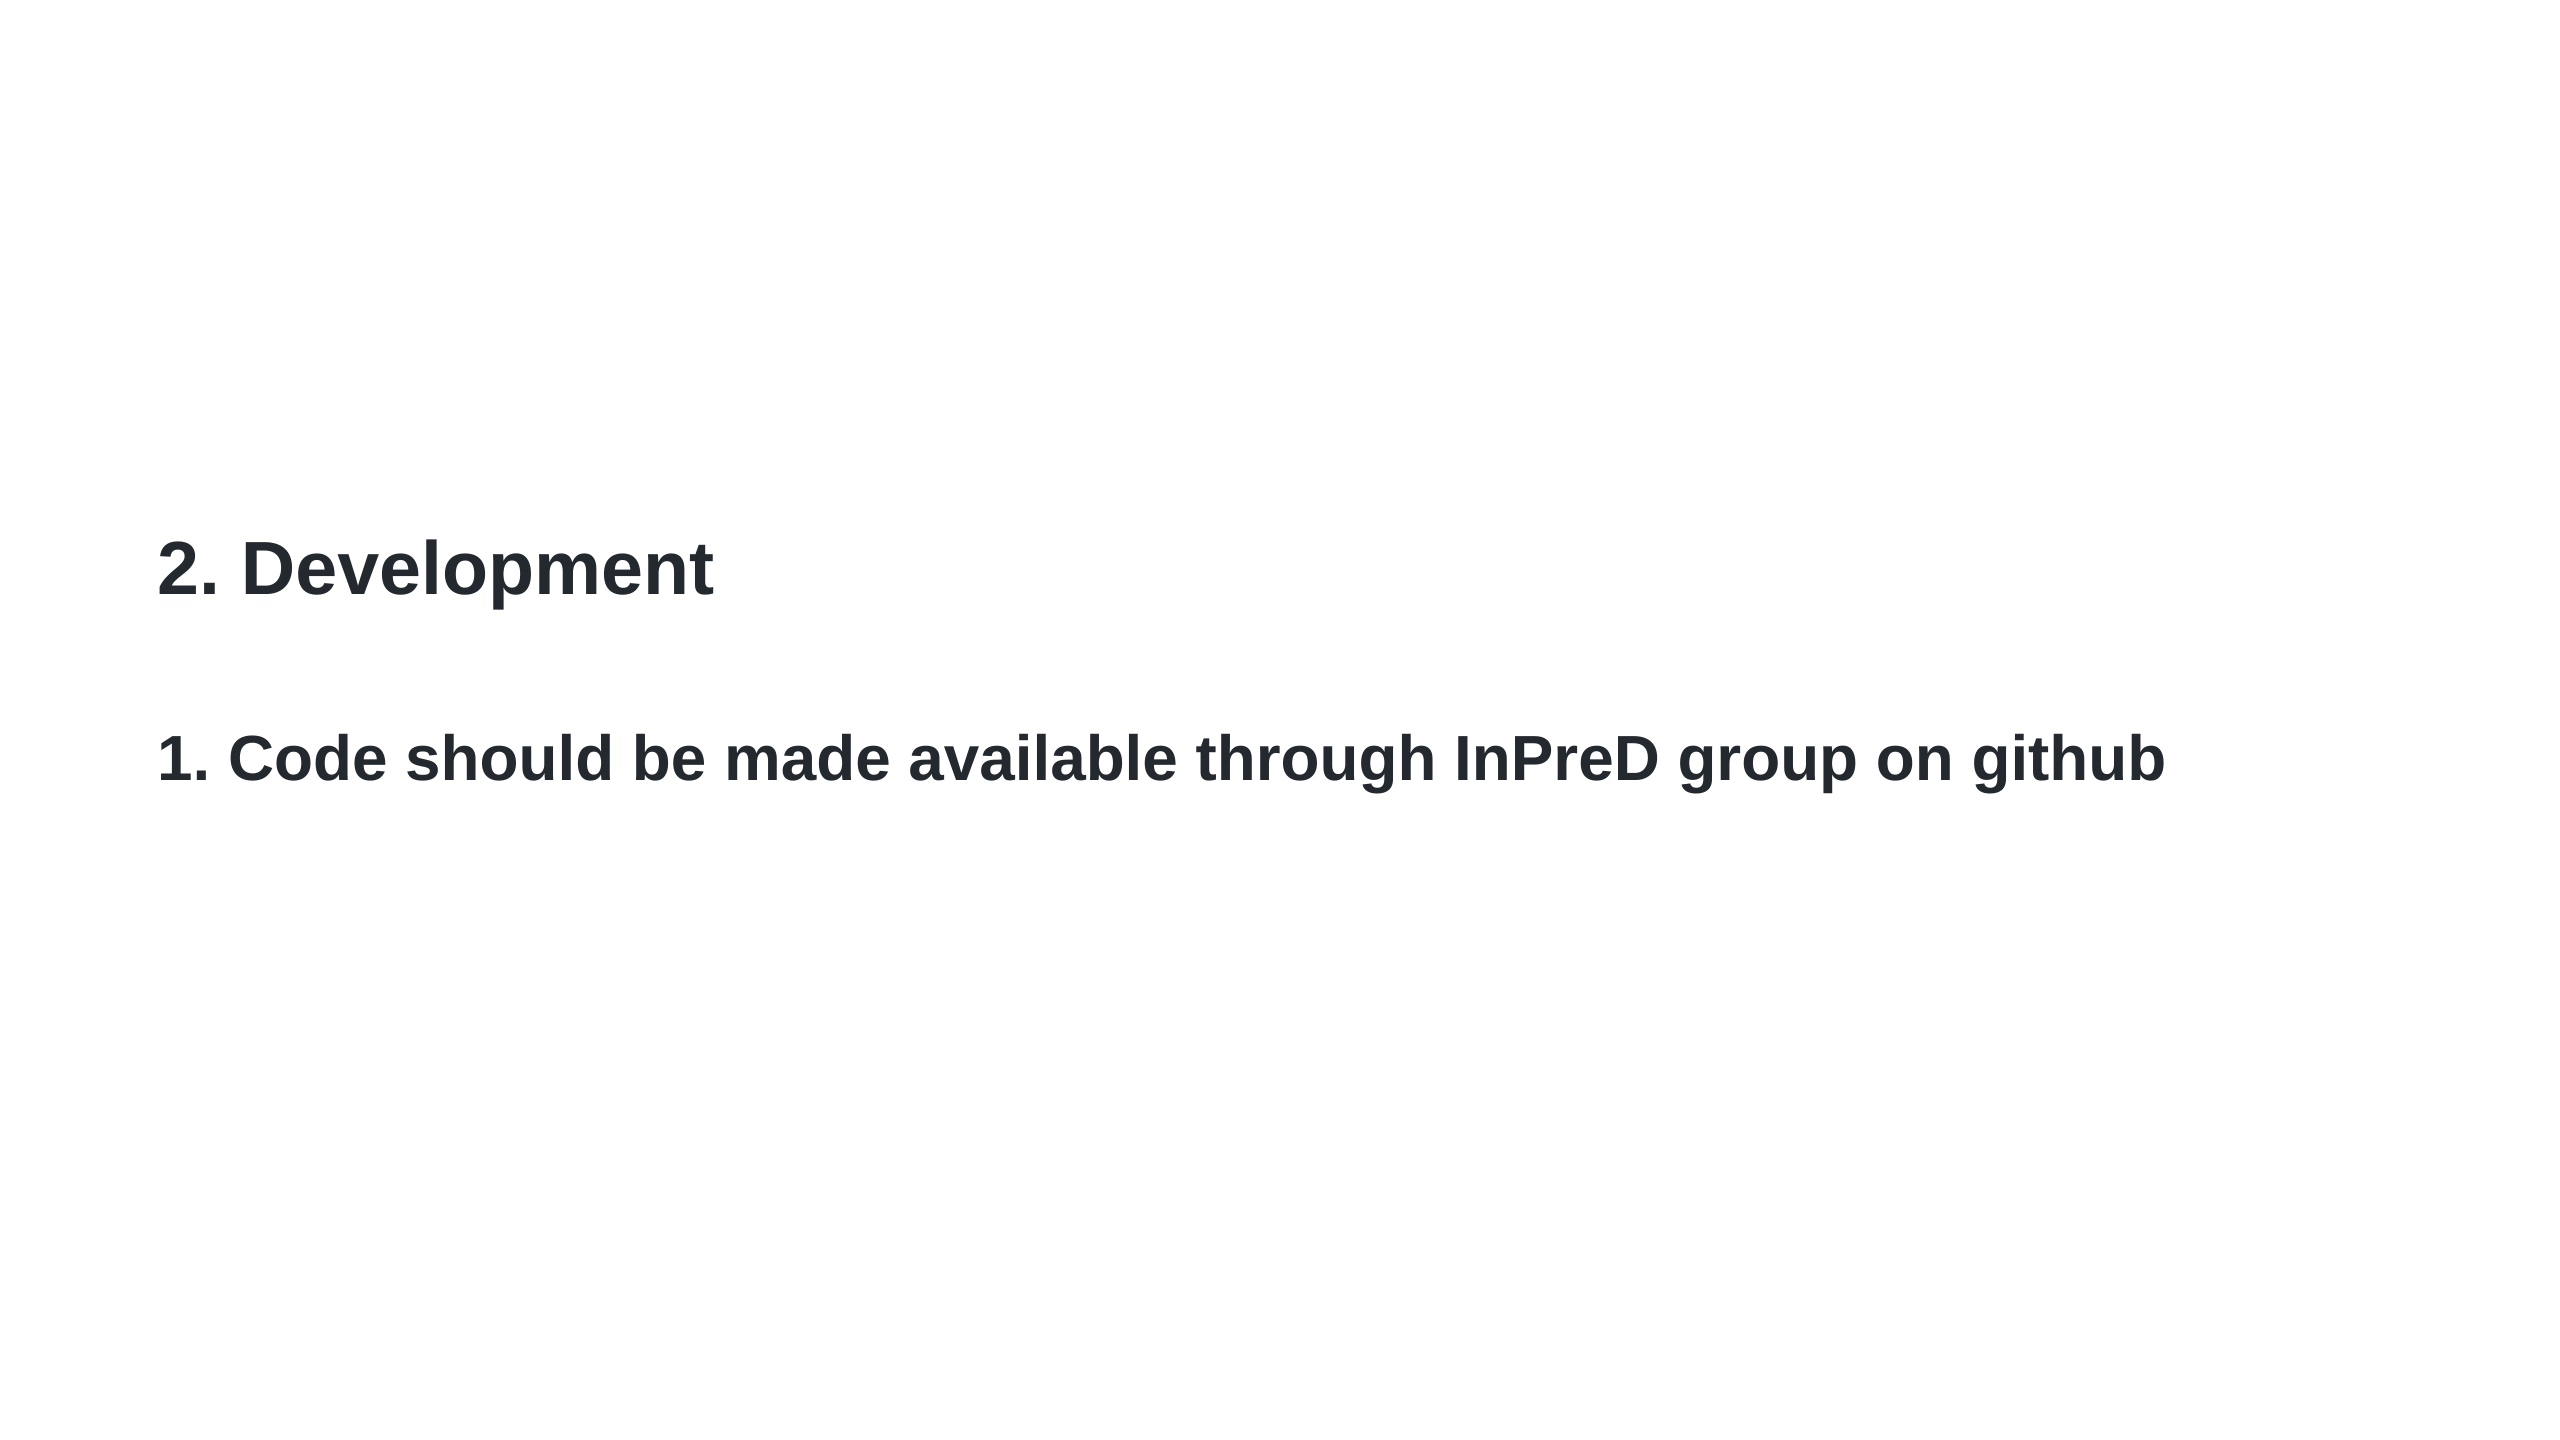 2. Development
1. Code should be made available through InPreD group on github